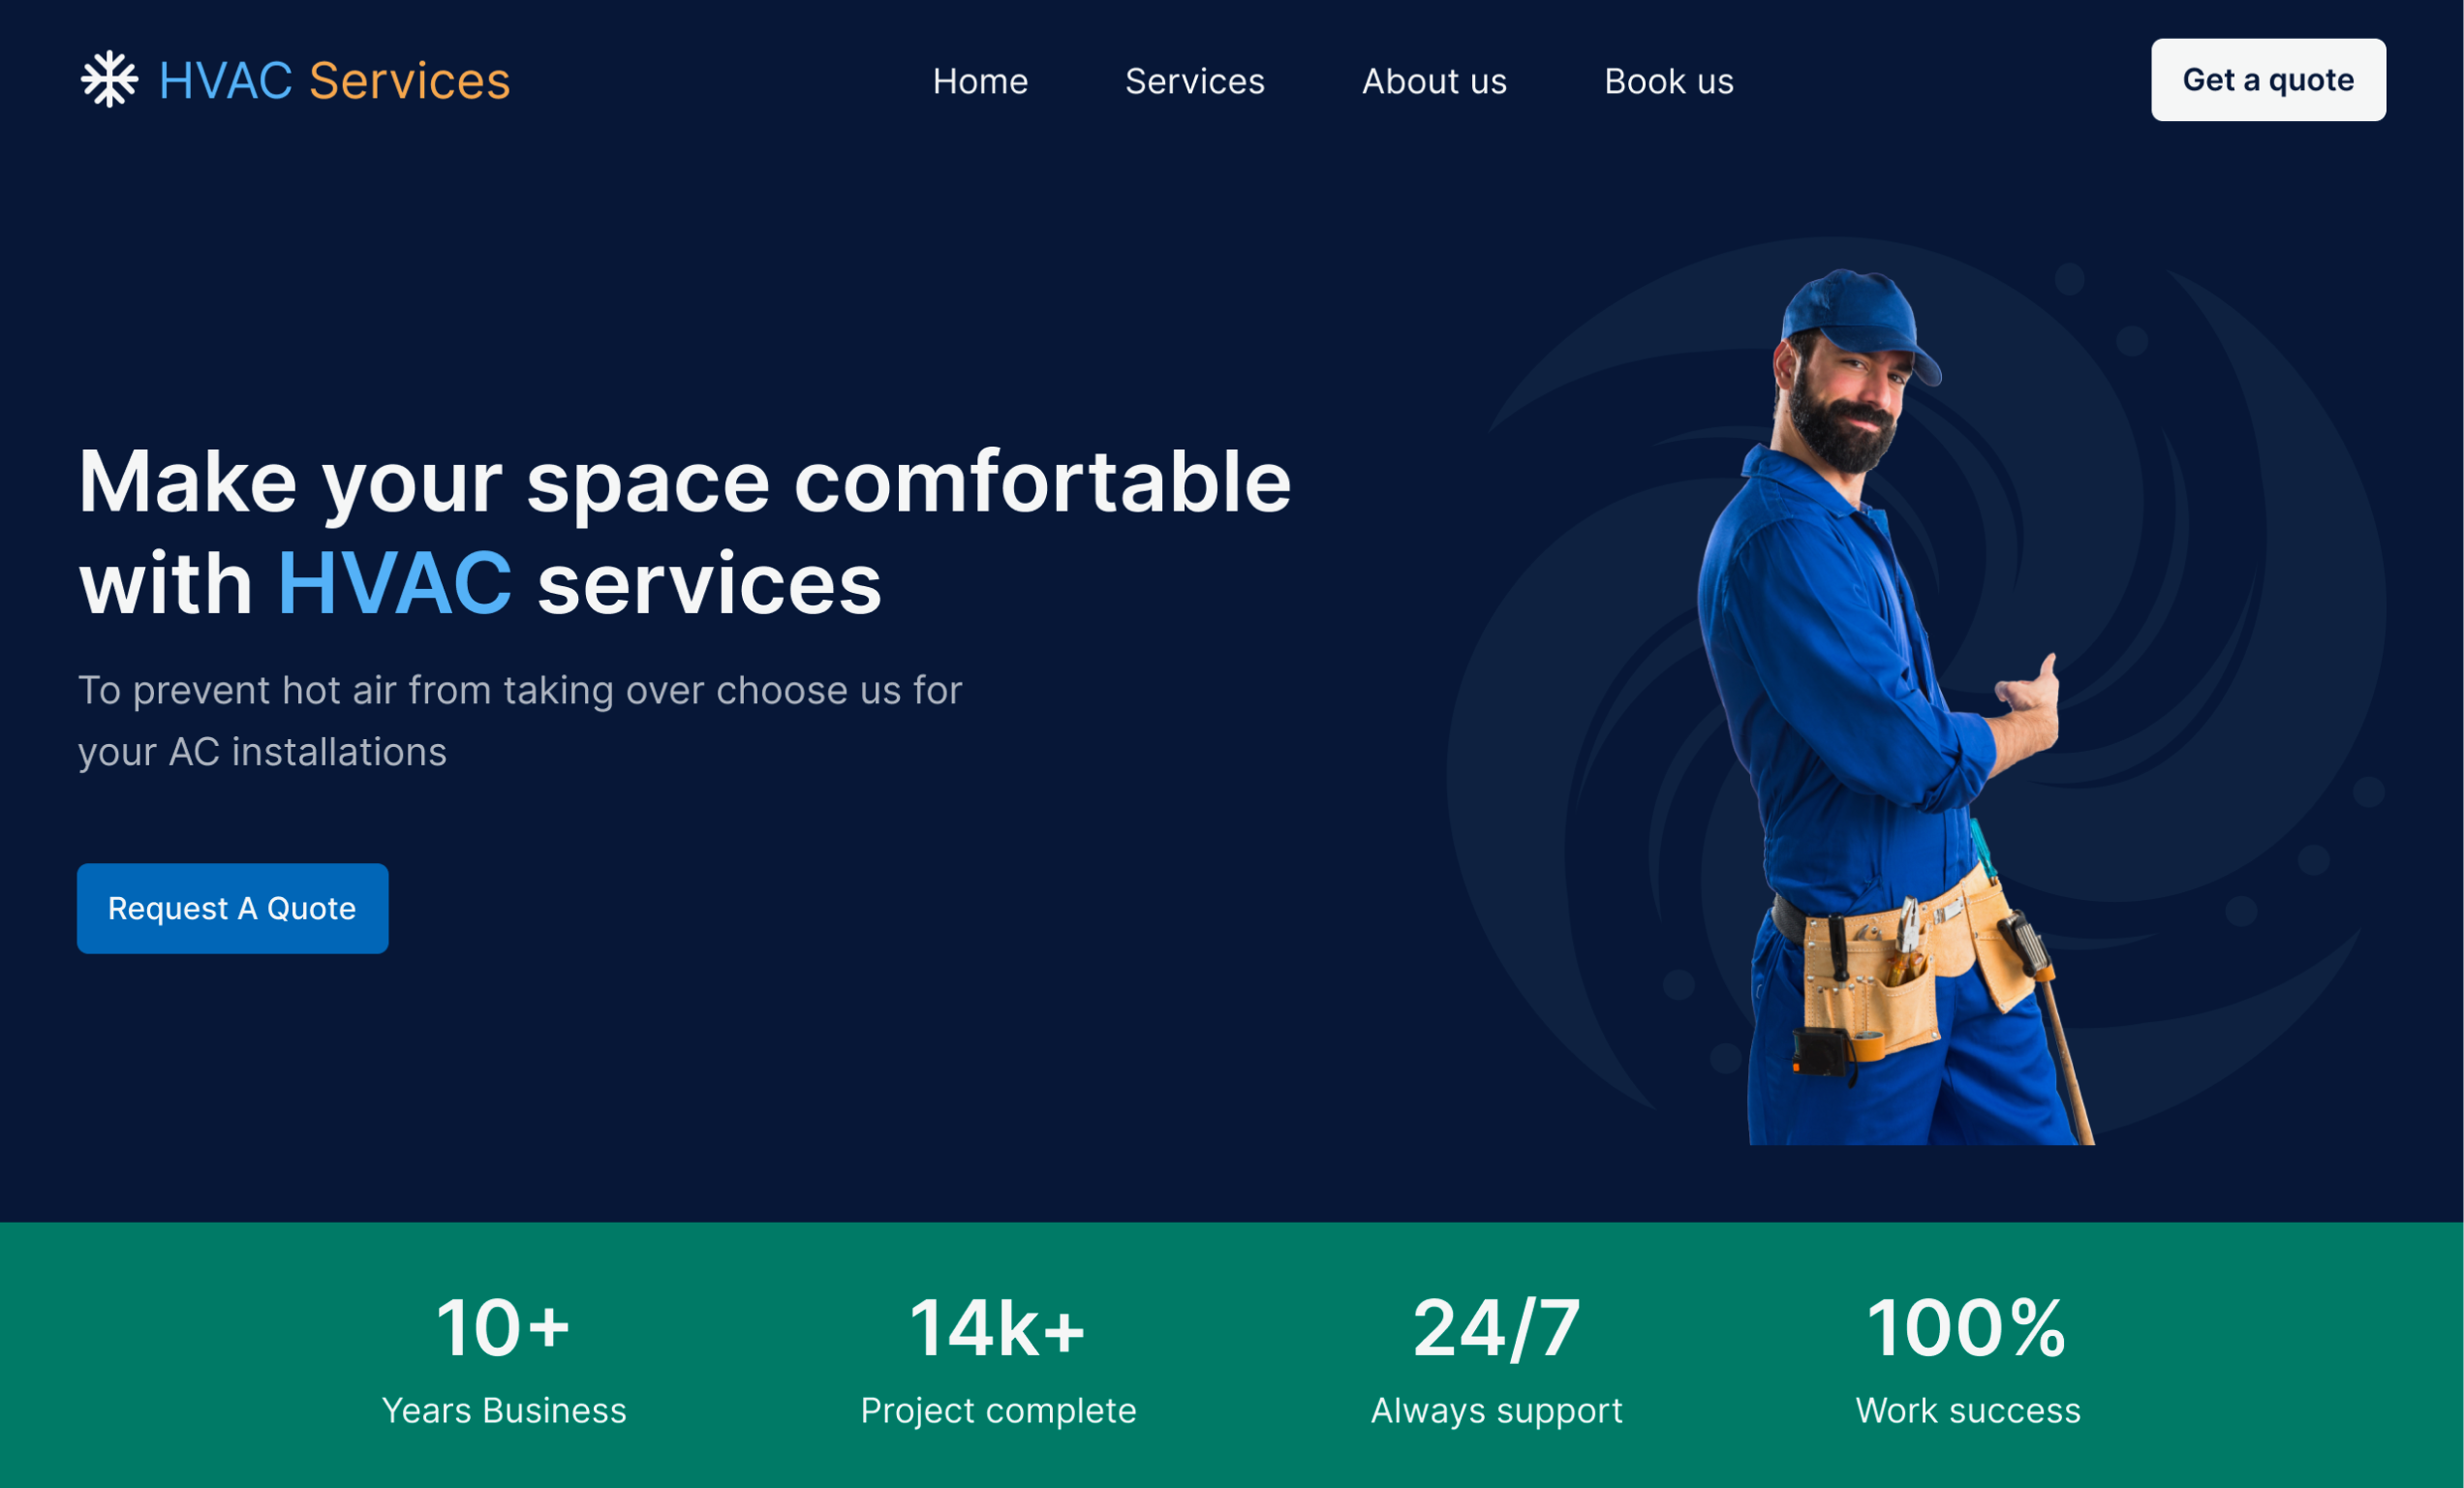 HVAC Services
Home
Services
About us
Book us
Get a quote
Make your space comfortable
with HVAC services
To prevent hot air from taking over choose us for
your AC installations
Request A Quote
10+
Years Business
14k+
Project complete
24/7
Always support
100%
Work success